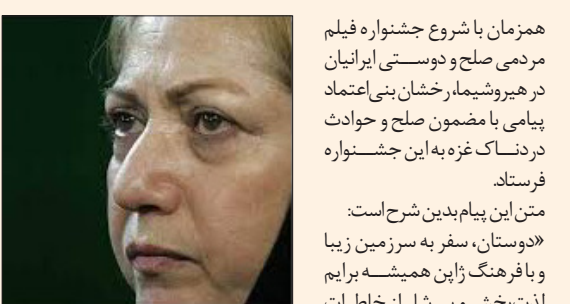 همزمان با شروع جشنواره فیلم
مردمی صلح و دوستی ایرانیان
در هیروشیما، رخشان بنی‌اعتماد
پیامی با مضمون صلح و حوادث
دردناک غزه به این جشنواره
فرستاد.
متن این پیام بدین شرح است:
«دوستان، سفر به سرزمین زیبا
و با فرهنگ ژاپن همیشه برایم